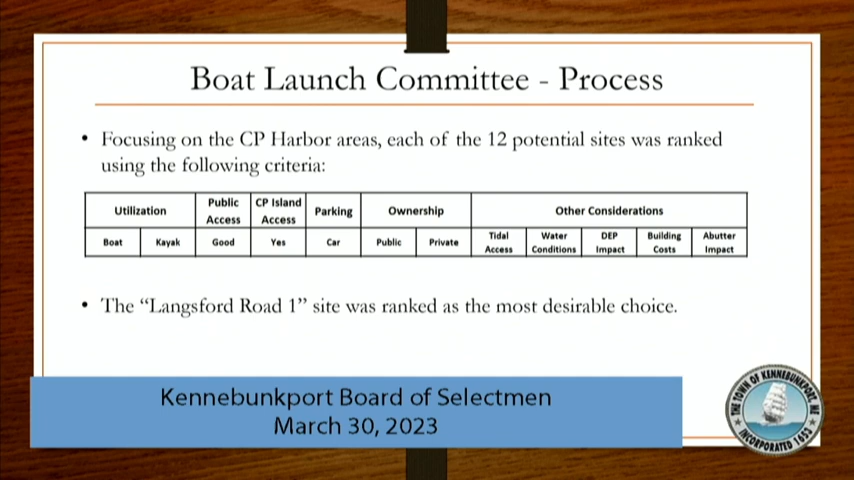 Boat Launch Committee - Process
• Focusing on the CP Harbor areas, each of the 12 potential sites was ranked
using the following criteria:
Utilization Public Access CP Island Access Parking Ownership Other Considerations
Boat Kayak Good Yes Car Public Private Tidal Access Water Conditions DEP Impact Building Costs Abutter Impact
• The “Langsford Road 1” site was ranked as the most desirable choice.
Kennebunkport Board of Selectmen
March 30, 2023
THE TOWN OF KENNEBUNKPORT, ME
INCORPORATED 1653